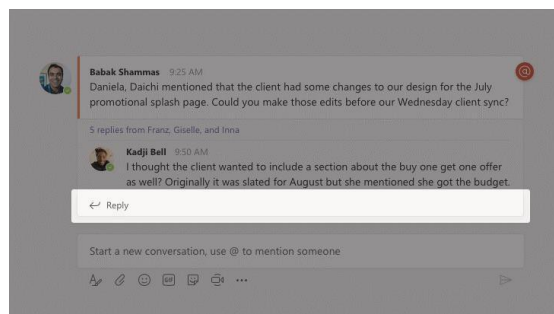 Babak Shammas 9:25 AM
@
Daniela, Daichi mentioned that the client had some changes to our design for the July
promotional splash page. Could you make those edits before our Wednesday client sync?
5 replies from Franz, Giselle, and Inna
Kadji Bell 9:50 AM
I thought the client wanted to include a section about the buy one get one offer
as well? Originally it was slated for August but she mentioned she got the budget.
Reply
Start a new conversation, use @ to mention someone
GIF